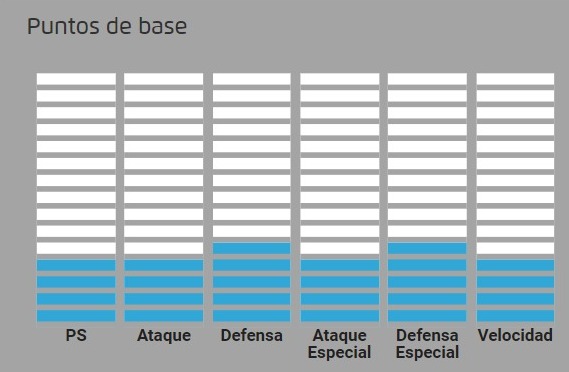 Puntos de base
PS Ataque Defensa Ataque Defensa Velocidad
Especial Especial